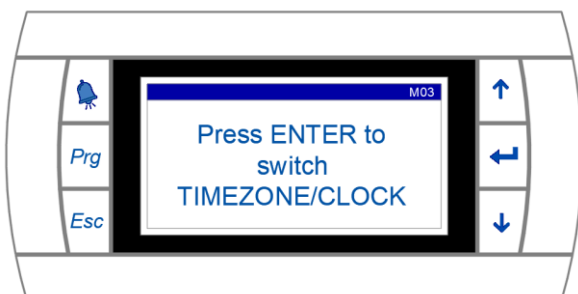 M03
Press ENTER to
switch
TIMEZONE/CLOCK
Prg
Esc